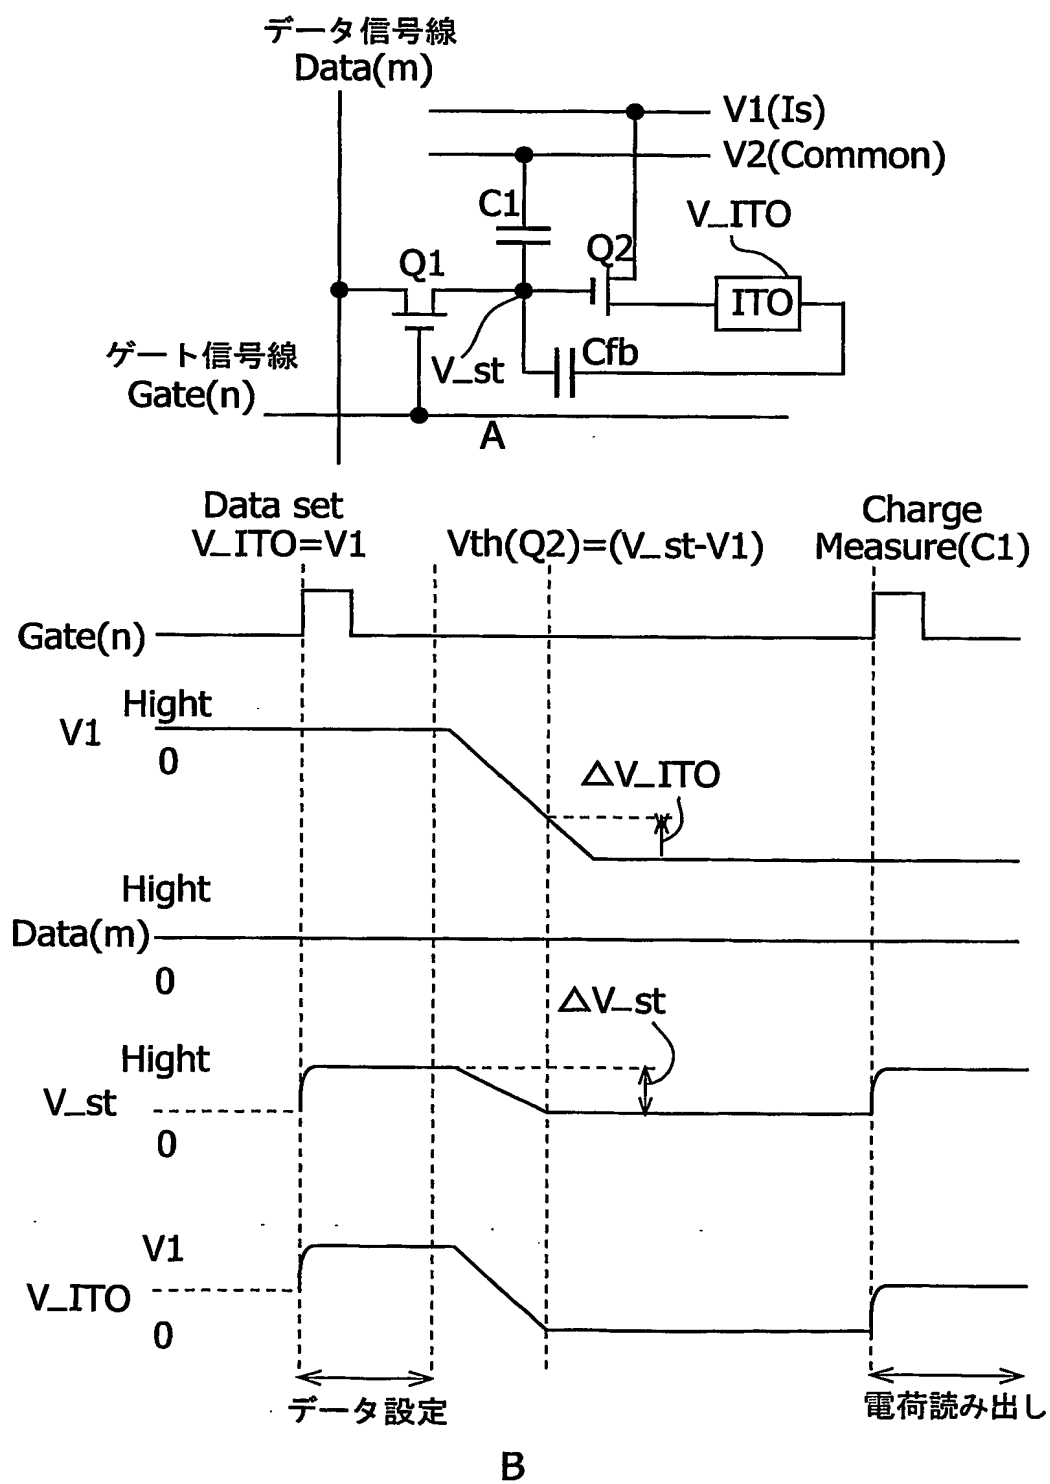 データ信号線
Data(m)
V1(Is)
V2(Common)
C1
V_ITO
Q1
Q2
ITO
ゲート信号線
Gate(n)
V_st
Cfb
A
Data set
V_ITO=V1
Vth(Q2)=(V_st-V1)
Charge
Measure(C1)
Gate(n)
Hight
V1
0
△V_ITO
Hight
Data(m)
0
△V_st
Hight
V_st
0
V1
V_ITO
0
データ設定
電荷読み出し
B